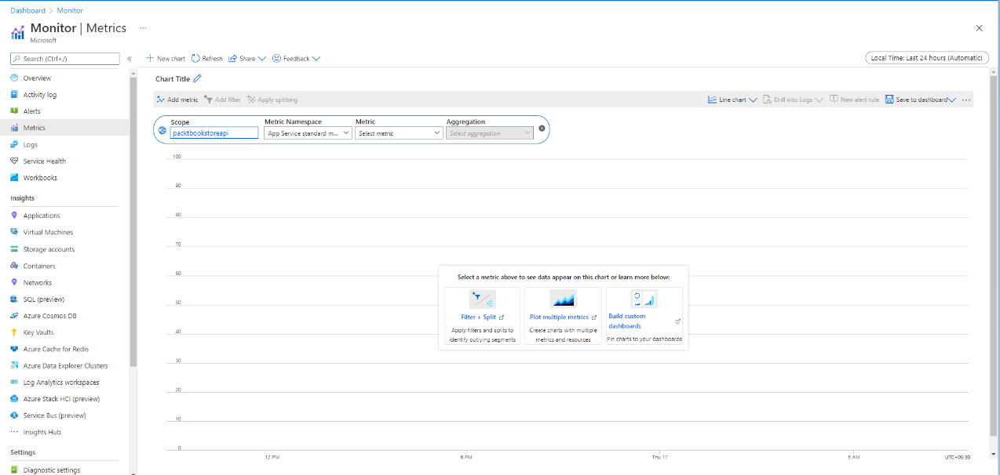 Dashboard > Monitor
Monitor | Metrics ...
Microsoft
Search (Ctrl+/)
«
Overview
Activity log
Alerts
Metrics
Logs
Service Health
Workbooks
Insights
Applications
Virtual Machines
Storage accounts
Containers
Networks
SQL (preview)
Azure Cosmos DB
Key Vaults
Azure Cache for Redis
Azure Data Explorer Clusters
Log Analytics workspaces
Azure Stack HCI (preview)
Service Bus (preview)
Insights Hub
Settings
Diagnostic settings
New chart Refresh Share Feedback
Local Time: Last 24 hours (Automatic)
Chart Title
Add metric Add filter Apply splitting
Line chart Drill into Logs New alert rule Save to dashboard ...
Scope Metric Namespace Metric Aggregation
packtbookstoreapi App Service standard m... Select metric Select aggregation
100
90
80
70
60
50
40
30
20
10
0
Select a metric above to see data appear on this chart or learn more below:
Filter + Split
Apply filters and splits to
identify outlying segments
Plot multiple metrics
Create charts with multiple
metrics and resources
Build custom
dashboards
Pin charts to your dashboards
12 PM 6 PM Thu 17 8 AM UTC+05:30